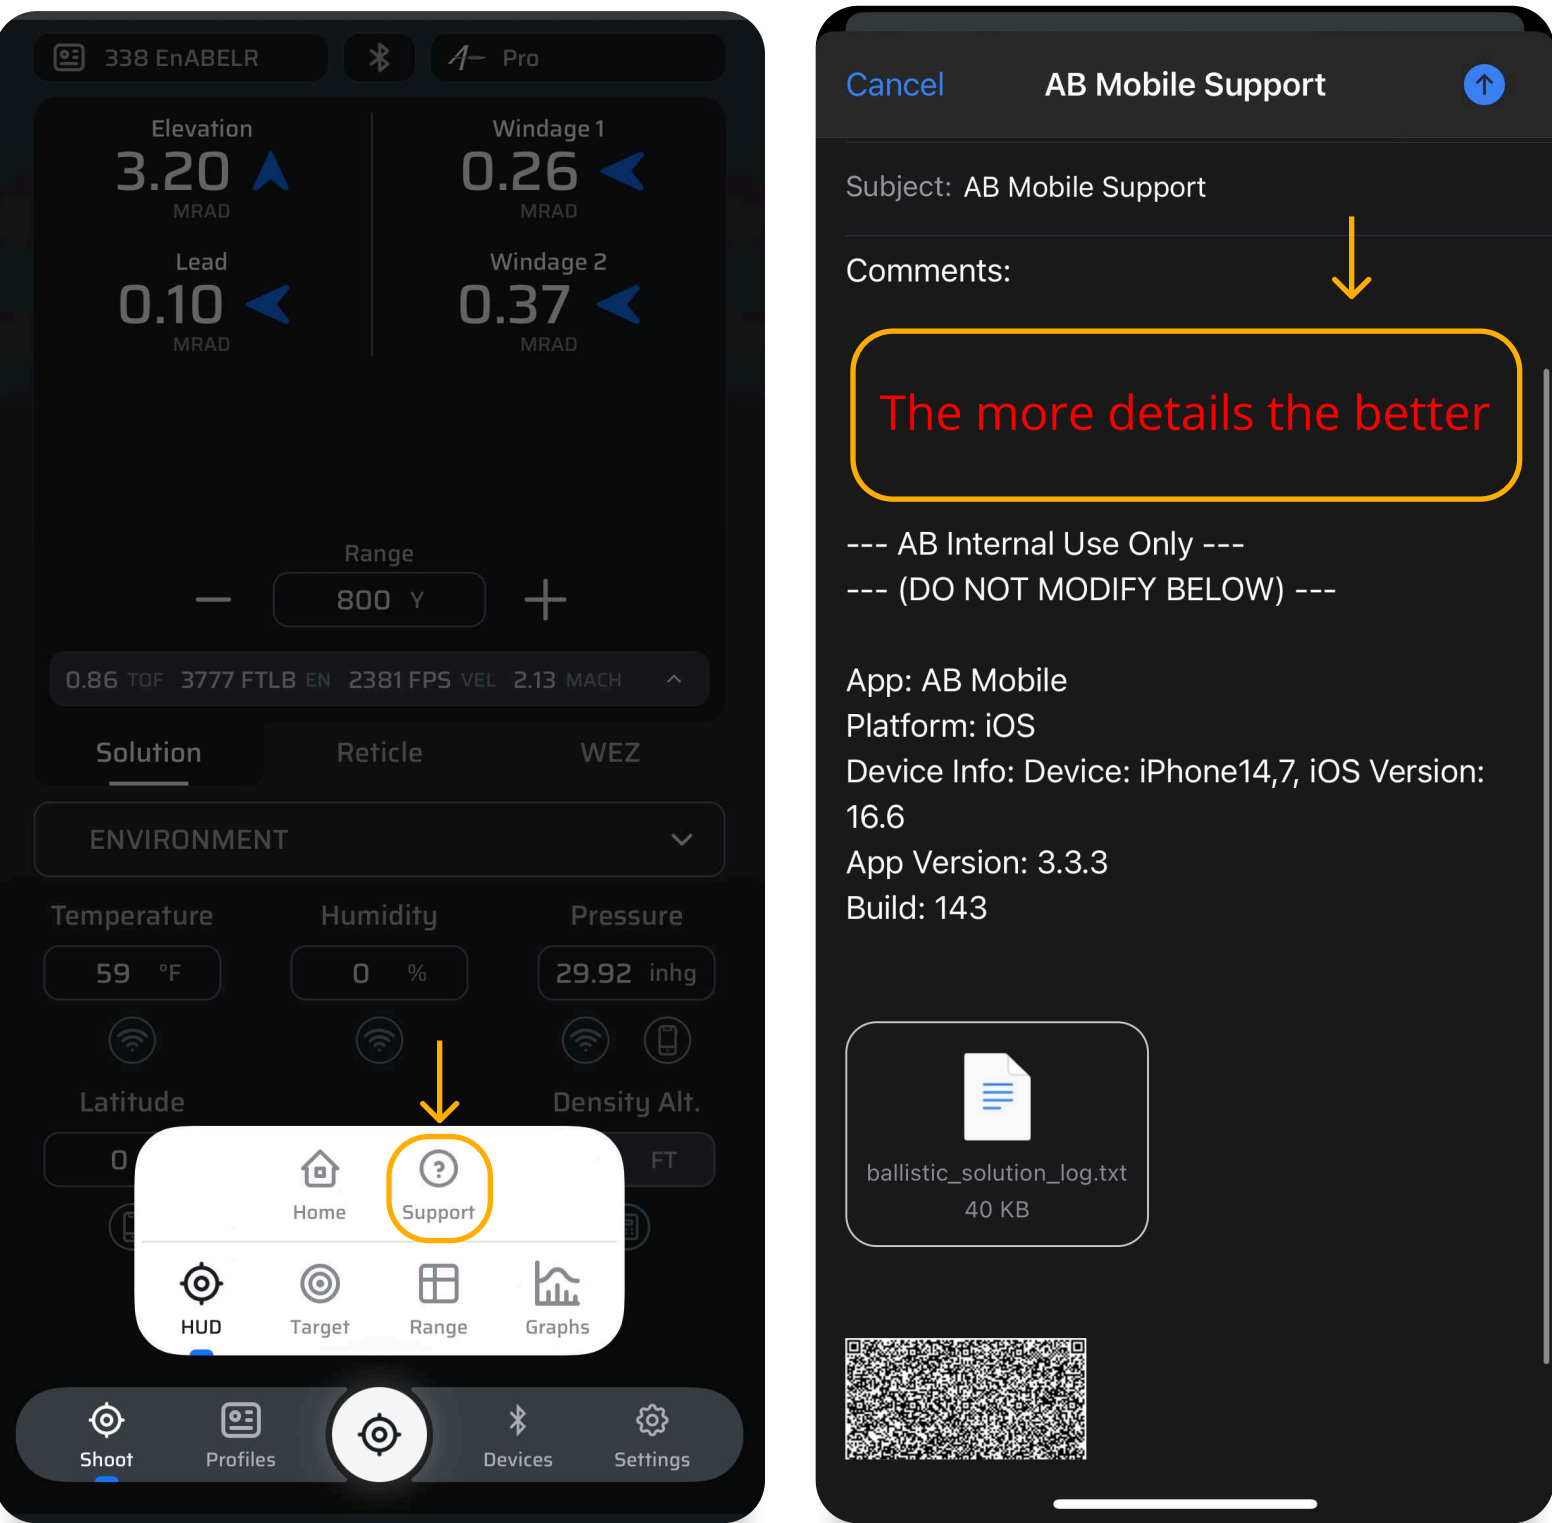 338 EnABELR
Pro
Elevation
3.20
MRAD
Windage 1
0.26
MRAD
Lead
0.10
MRAD
Windage 2
0.37
MRAD
Range
800 Y
0.86 TOF 3777 FTLB EN 2381 FPS VEL 2.13 MACH
Solution Reticle WEZ
ENVIRONMENT
Temperature Humidity Pressure
59 °F 0 % 29.92 inhg
Latitude Density Alt.
0 FT
Home Support
HUD Target Range Graphs
Shoot Profiles Devices Settings
Cancel AB Mobile Support
Subject: AB Mobile Support
Comments:
The more details the better
--- AB Internal Use Only ---
--- (DO NOT MODIFY BELOW) ---
App: AB Mobile
Platform: iOS
Device Info: Device: iPhone14,7, iOS Version:
16.6
App Version: 3.3.3
Build: 143
ballistic_solution_log.txt
40 KB